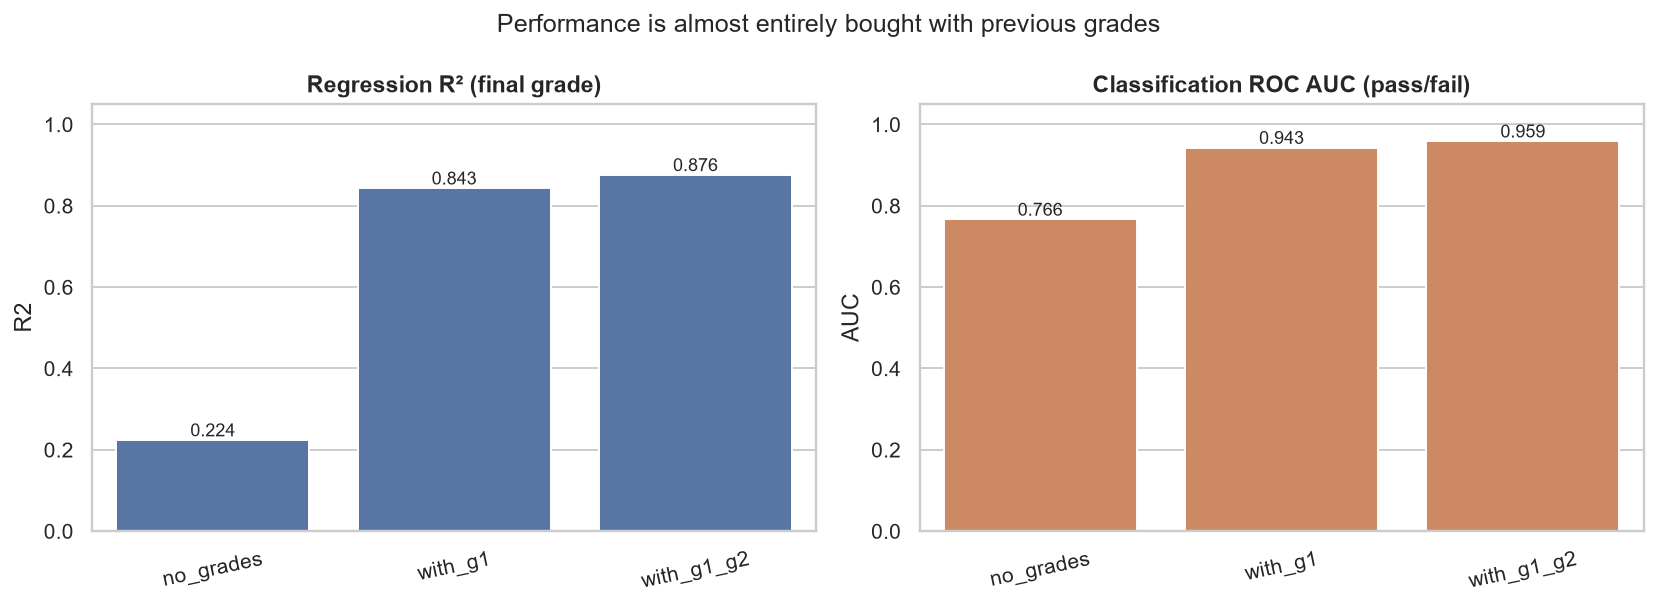 Performance is almost entirely bought with previous grades
Regression R² (final grade)
R2
1.0
0.8
0.6
0.4
0.2
0.0
0.224
0.843
0.876
no_grades
with_g1
with_g1_g2
Classification ROC AUC (pass/fail)
AUC
1.0
0.8
0.6
0.4
0.2
0.0
0.766
0.943
0.959
no_grades
with_g1
with_g1_g2